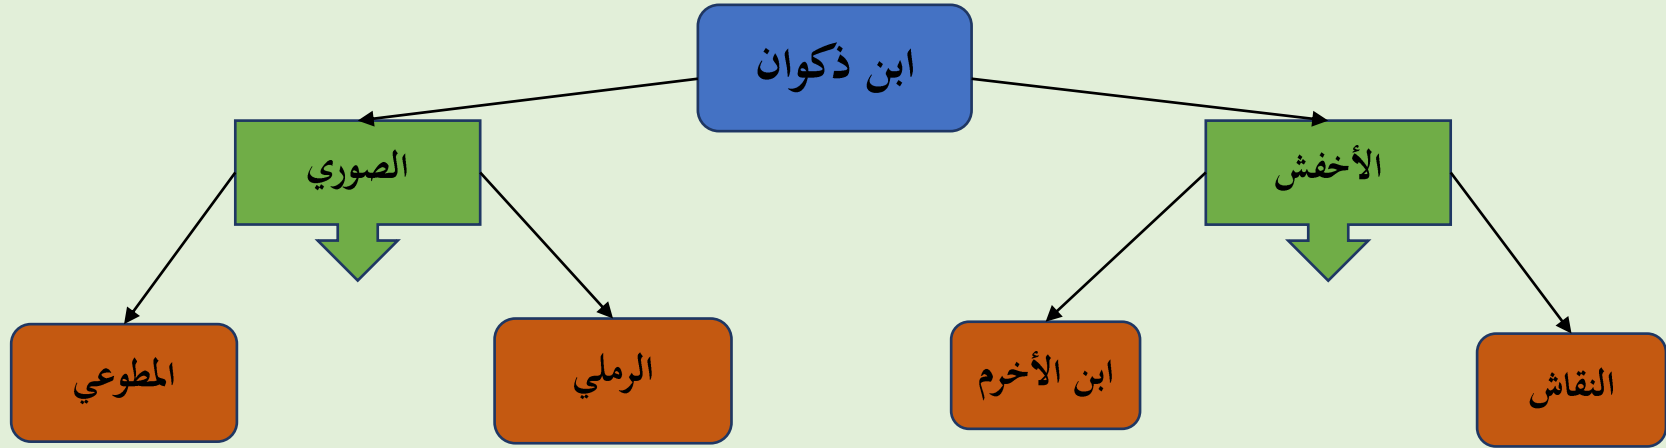 ابن ذكوان
الأخفش
الصوري
النقاش
ابن الأخرم
الرملي
المطوعي